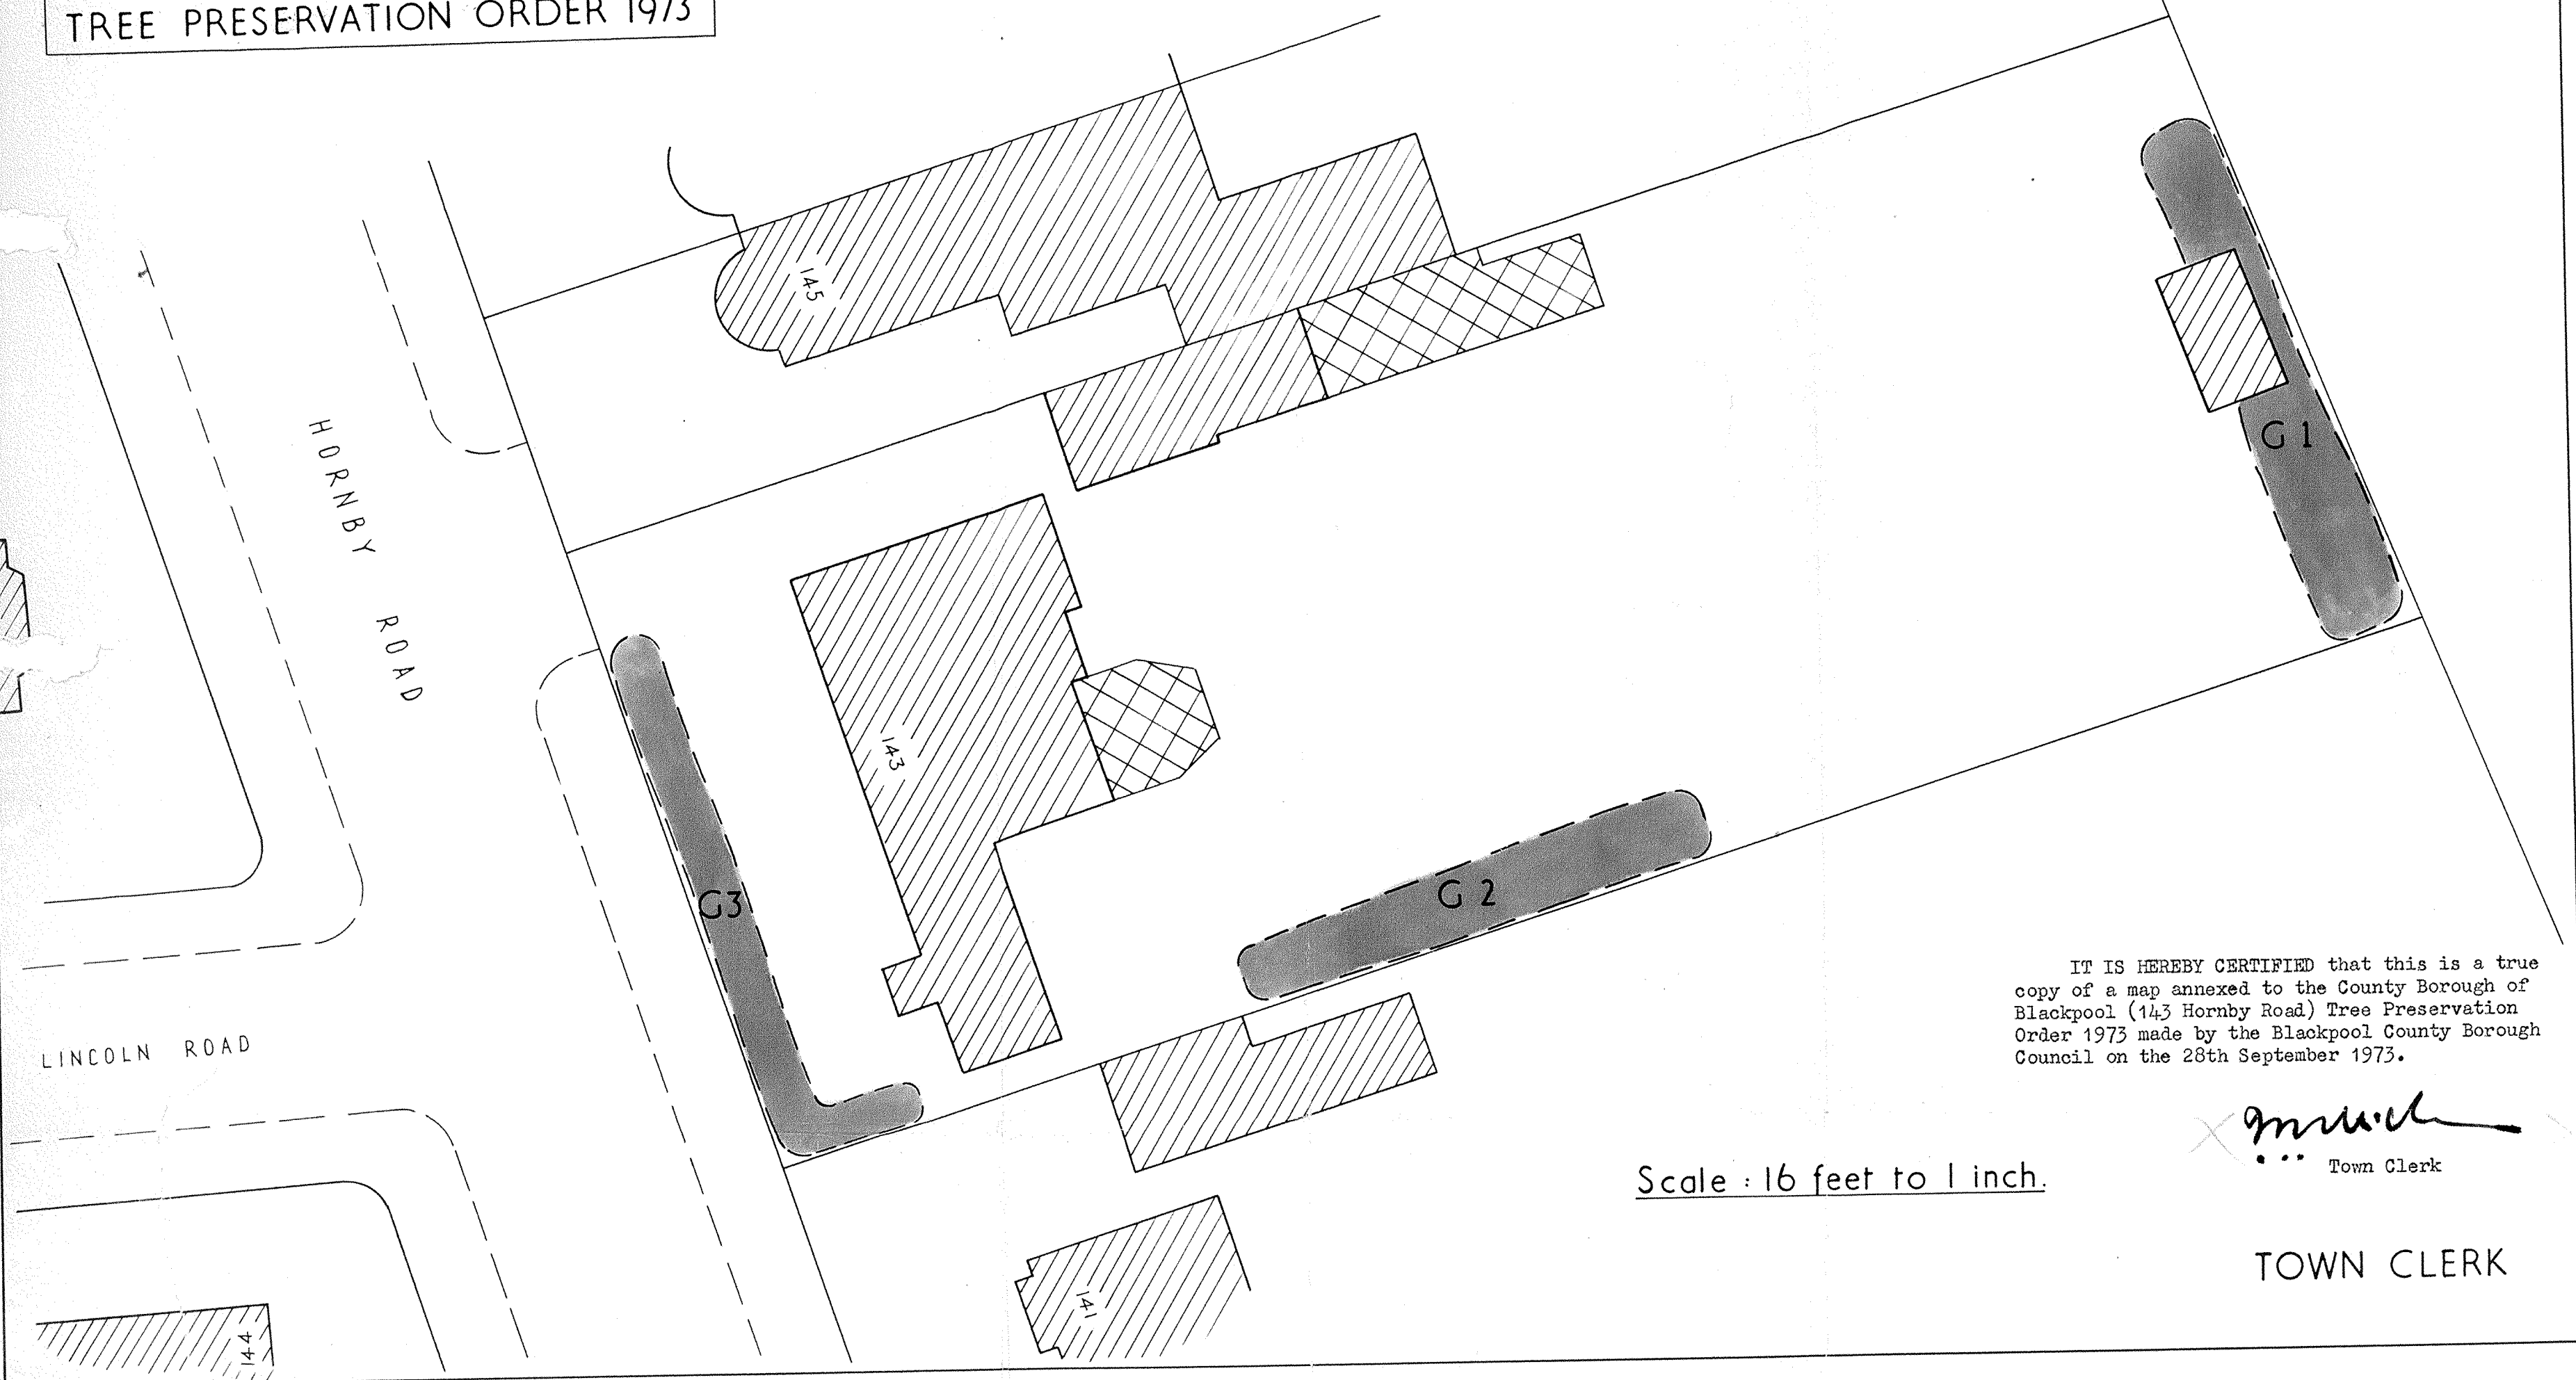 TREE PRESERVATION ORDER 1973
145
HORNBY ROAD
G 1
143
G3
G 2
LINCOLN ROAD
IT IS HEREBY CERTIFIED that this is a true
copy of a map annexed to the County Borough of
Blackpool (143 Hornby Road) Tree Preservation
Order 1973 made by the Blackpool County Borough
Council on the 28th September 1973.
Town Clerk
Scale : 16 feet to 1 inch.
TOWN CLERK
141
144